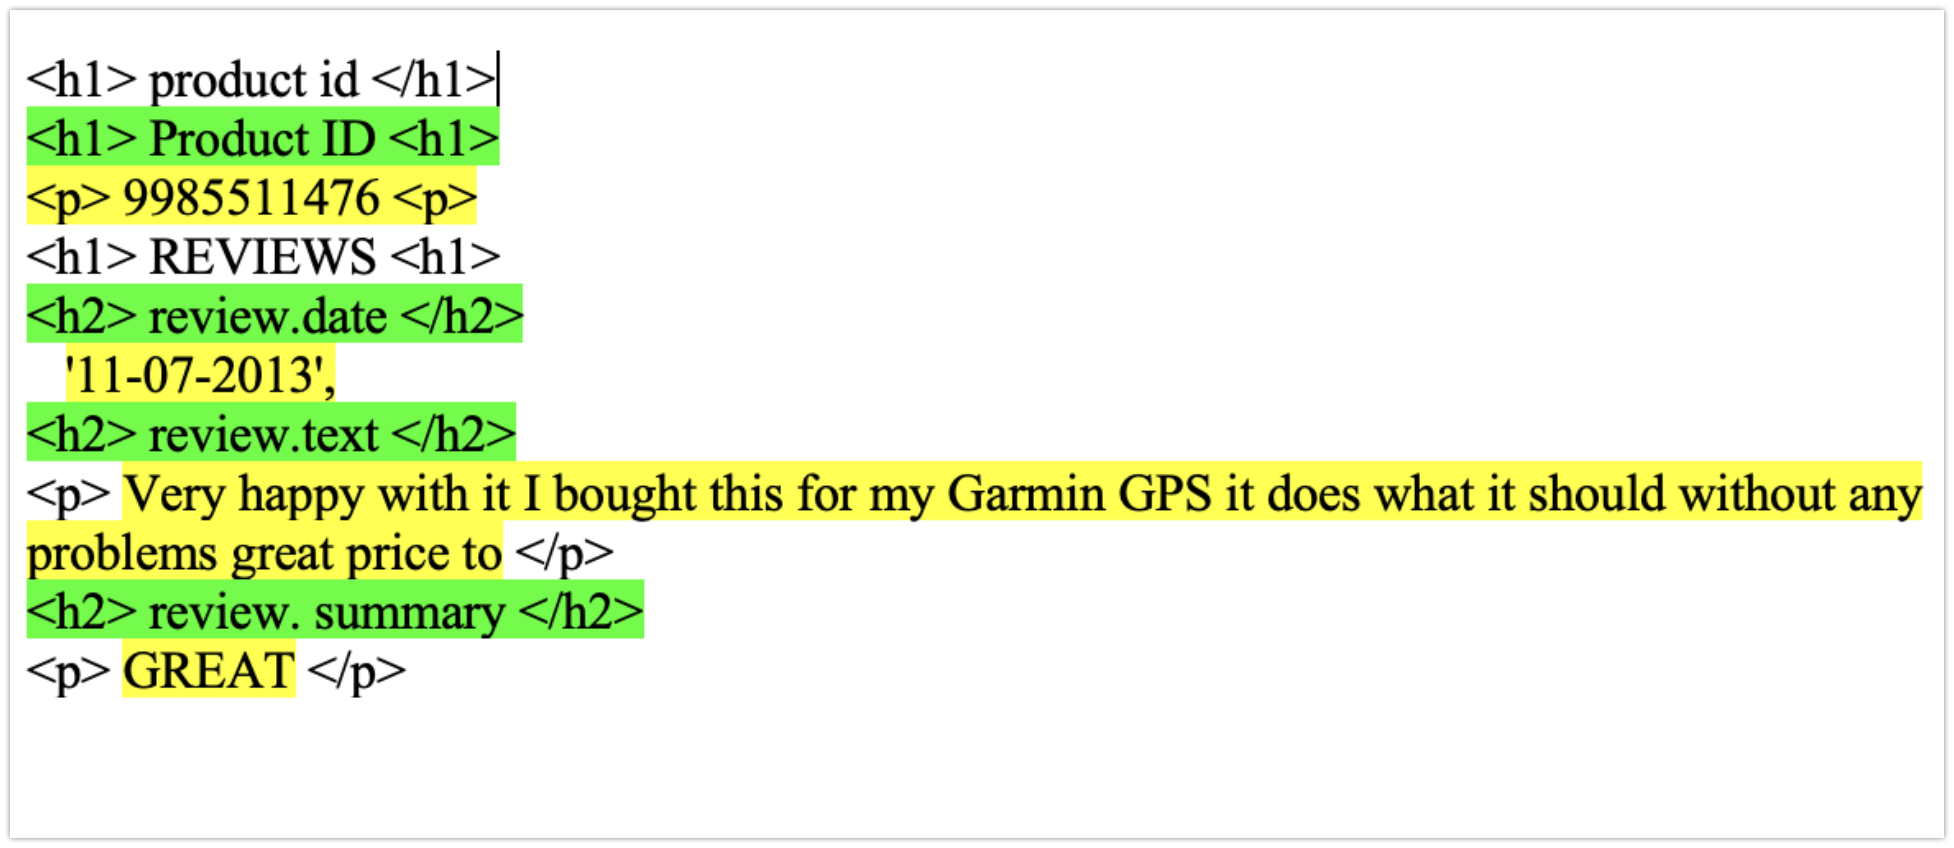 <h1> product id </h1>
<h1> Product ID <h1>
<p> 9985511476 <p>
<h1> REVIEWS <h1>
<h2> review.date </h2>
'11-07-2013',
<h2> review.text </h2>
<p> Very happy with it I bought this for my Garmin GPS it does what it should without any
problems great price to </p>
<h2> review. summary </h2>
<p> GREAT </p>